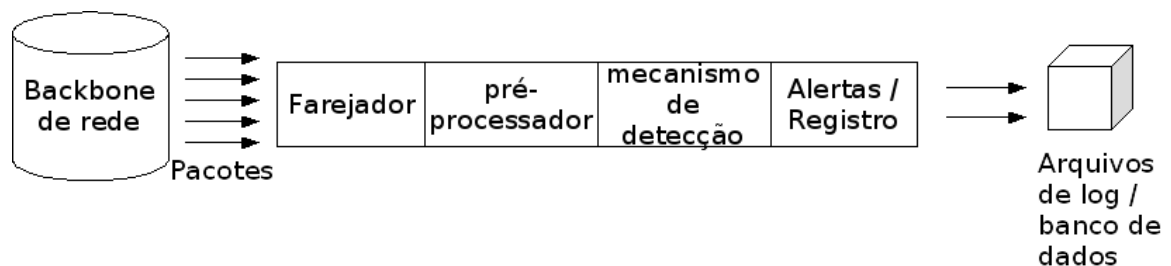 Backbone
de rede
Pacotes
Farejador
pré-
processador
mecanismo
de
detecção
Alertas /
Registro
Arquivos
de log /
banco de
dados